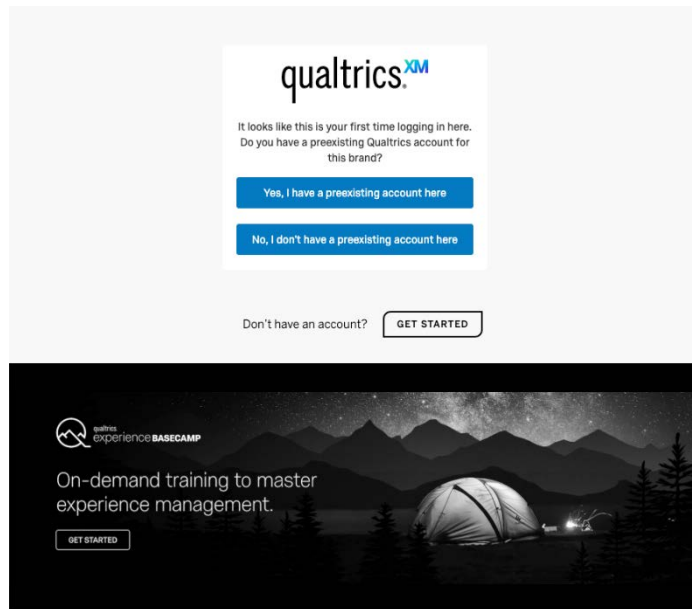 qualtrics.XM
It looks like this is your first time logging in here.
Do you have a preexisting Qualtrics account for
this brand?
Yes, I have a preexisting account here
No, I don't have a preexisting account here
Don't have an account?
GET STARTED
qualtrics
experience BASECAMP
On-demand training to master
experience management.
GET STARTED